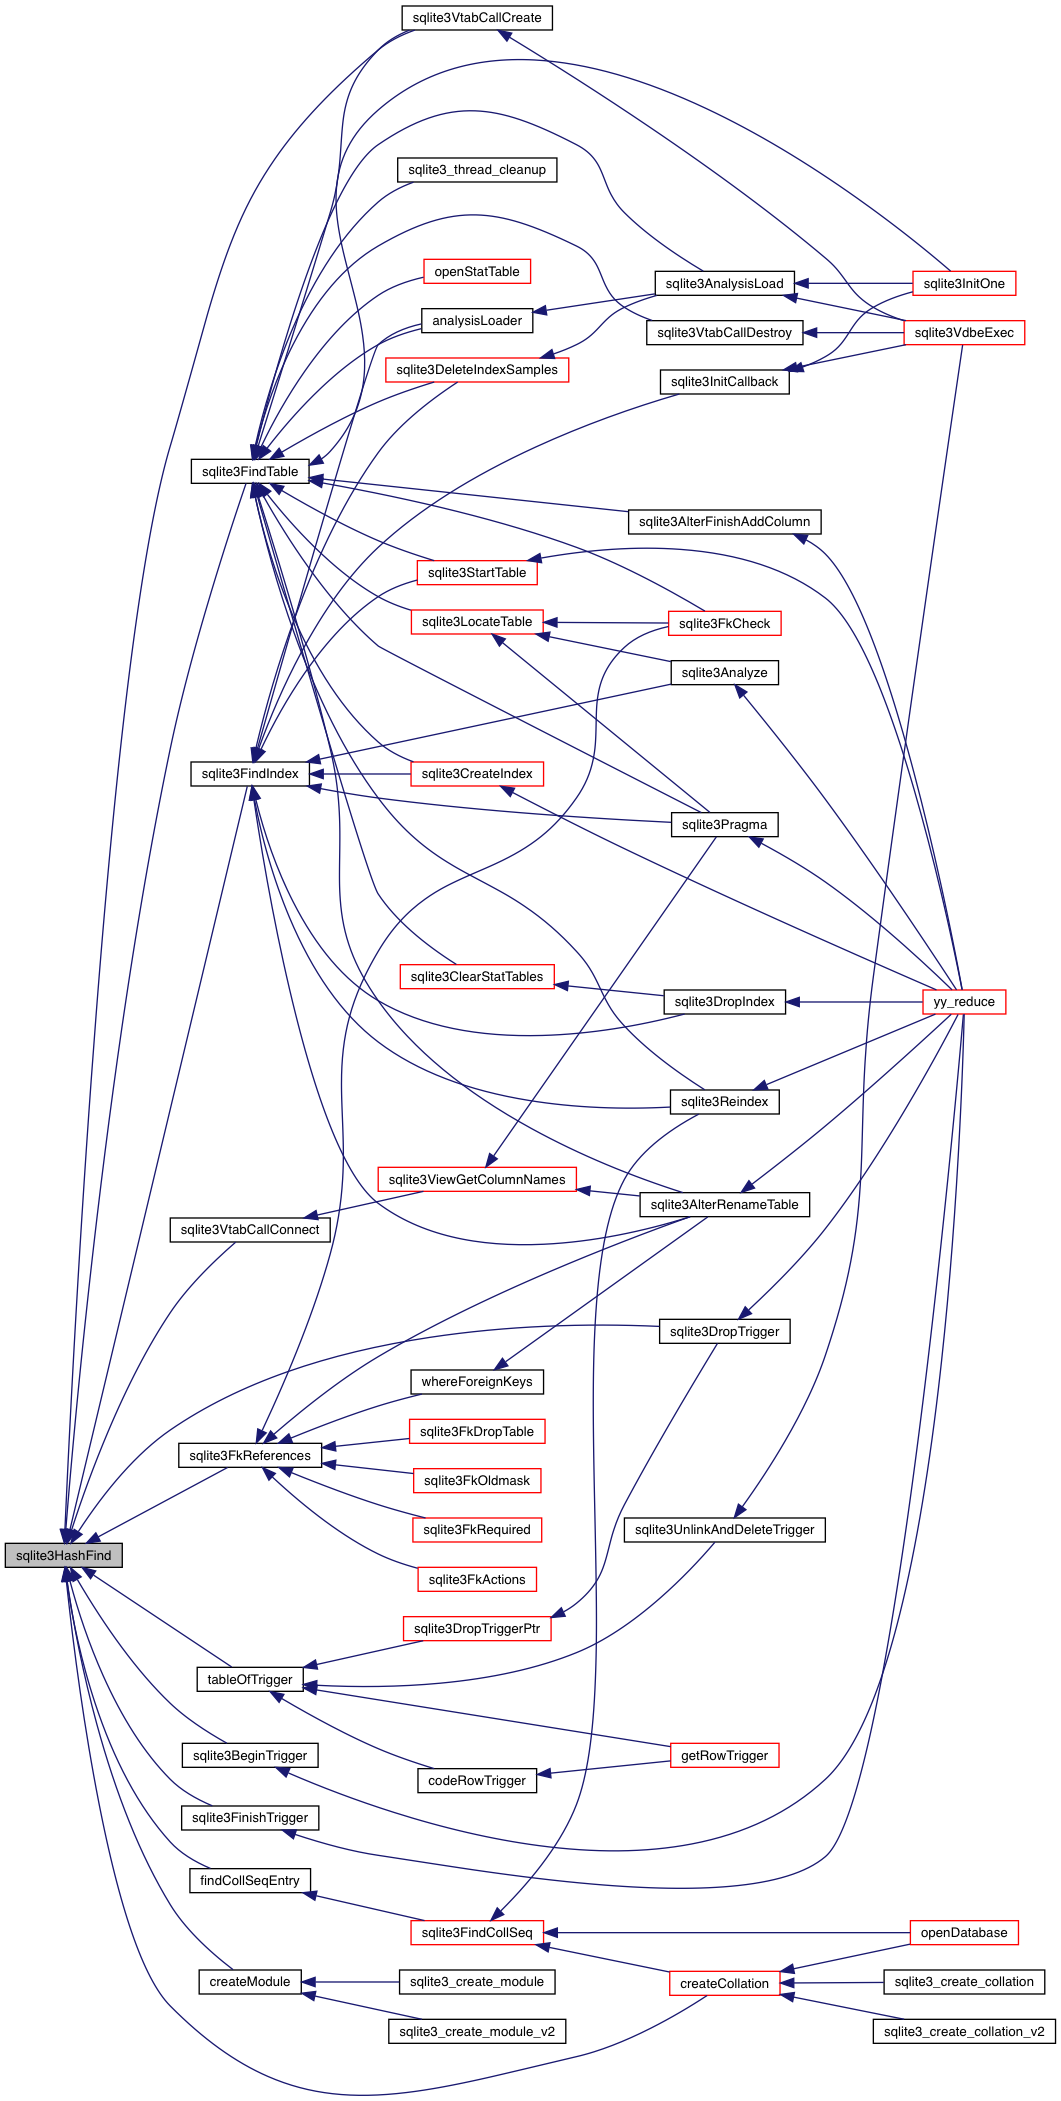 sqlite3VtabCallCreate
sqlite3_thread_cleanup
openStatTable
sqlite3AnalysisLoad
sqlite3InitOne
analysisLoader
sqlite3VtabCallDestroy
sqlite3VdbeExec
sqlite3DeleteIndexSamples
sqlite3InitCallback
sqlite3FindTable
sqlite3AlterFinishAddColumn
sqlite3StartTable
sqlite3LocateTable
sqlite3FkCheck
sqlite3Analyze
sqlite3FindIndex
sqlite3CreateIndex
sqlite3Pragma
sqlite3ClearStatTables
sqlite3DropIndex
yy_reduce
sqlite3Reindex
sqlite3ViewGetColumnNames
sqlite3AlterRenameTable
sqlite3VtabCallConnect
sqlite3DropTrigger
whereForeignKeys
sqlite3FkDropTable
sqlite3FkReferences
sqlite3FkOldmask
sqlite3FkRequired
sqlite3UnlinkAndDeleteTrigger
sqlite3HashFind
sqlite3FkActions
sqlite3DropTriggerPtr
tableOfTrigger
sqlite3BeginTrigger
getRowTrigger
codeRowTrigger
sqlite3FinishTrigger
findCollSeqEntry
sqlite3FindCollSeq
openDatabase
createModule
sqlite3_create_module
createCollation
sqlite3_create_collation
sqlite3_create_module_v2
sqlite3_create_collation_v2